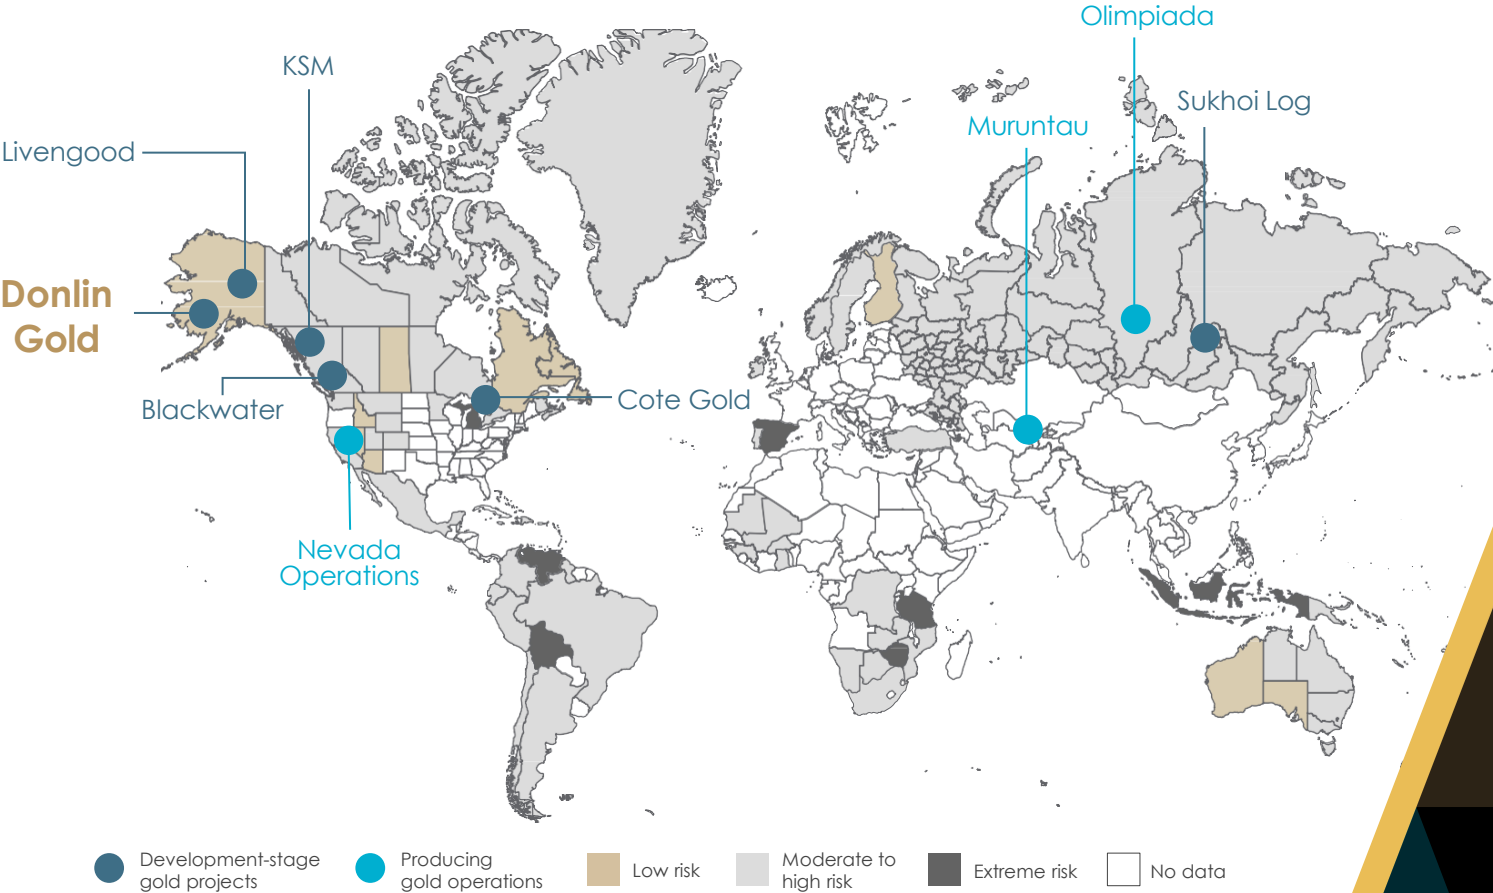 Olimpiada
KSM
Sukhoi Log
Muruntau
Livengood
Donlin
Gold
Blackwater
Cote Gold
Nevada
Operations
Development-stage
gold projects
Producing
gold operations
Low risk
Moderate to
high risk
Extreme risk
No data